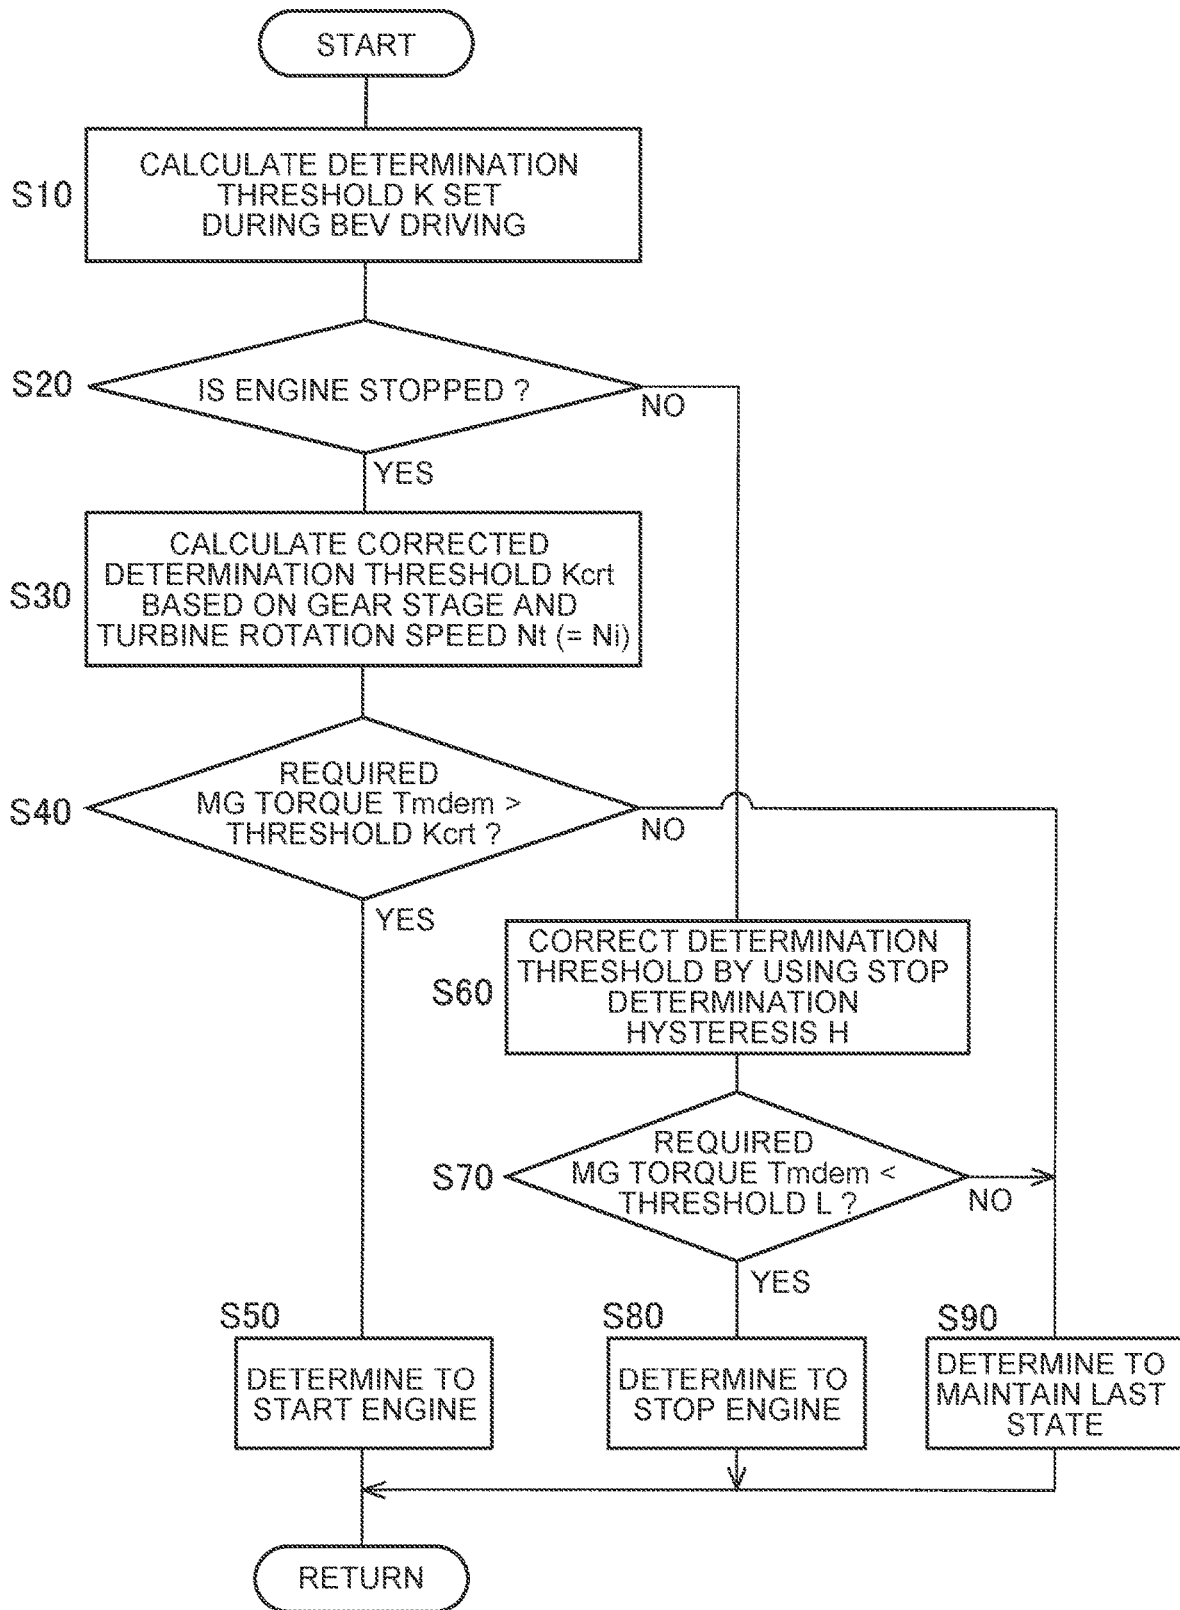 START
S10
CALCULATE DETERMINATION
THRESHOLD K SET
DURING BEV DRIVING
S20
IS ENGINE STOPPED ?
NO
YES
S30
CALCULATE CORRECTED
DETERMINATION THRESHOLD Kcrt
BASED ON GEAR STAGE AND
TURBINE ROTATION SPEED Nt (= Ni)
S40
REQUIRED
MG TORQUE Tmdem >
THRESHOLD Kcrt ?
NO
YES
S60
CORRECT DETERMINATION
THRESHOLD BY USING STOP
DETERMINATION
HYSTERESIS H
S70
REQUIRED
MG TORQUE Tmdem <
THRESHOLD L ?
NO
YES
S50
DETERMINE TO
START ENGINE
S80
DETERMINE TO
STOP ENGINE
S90
DETERMINE TO
MAINTAIN LAST
STATE
RETURN